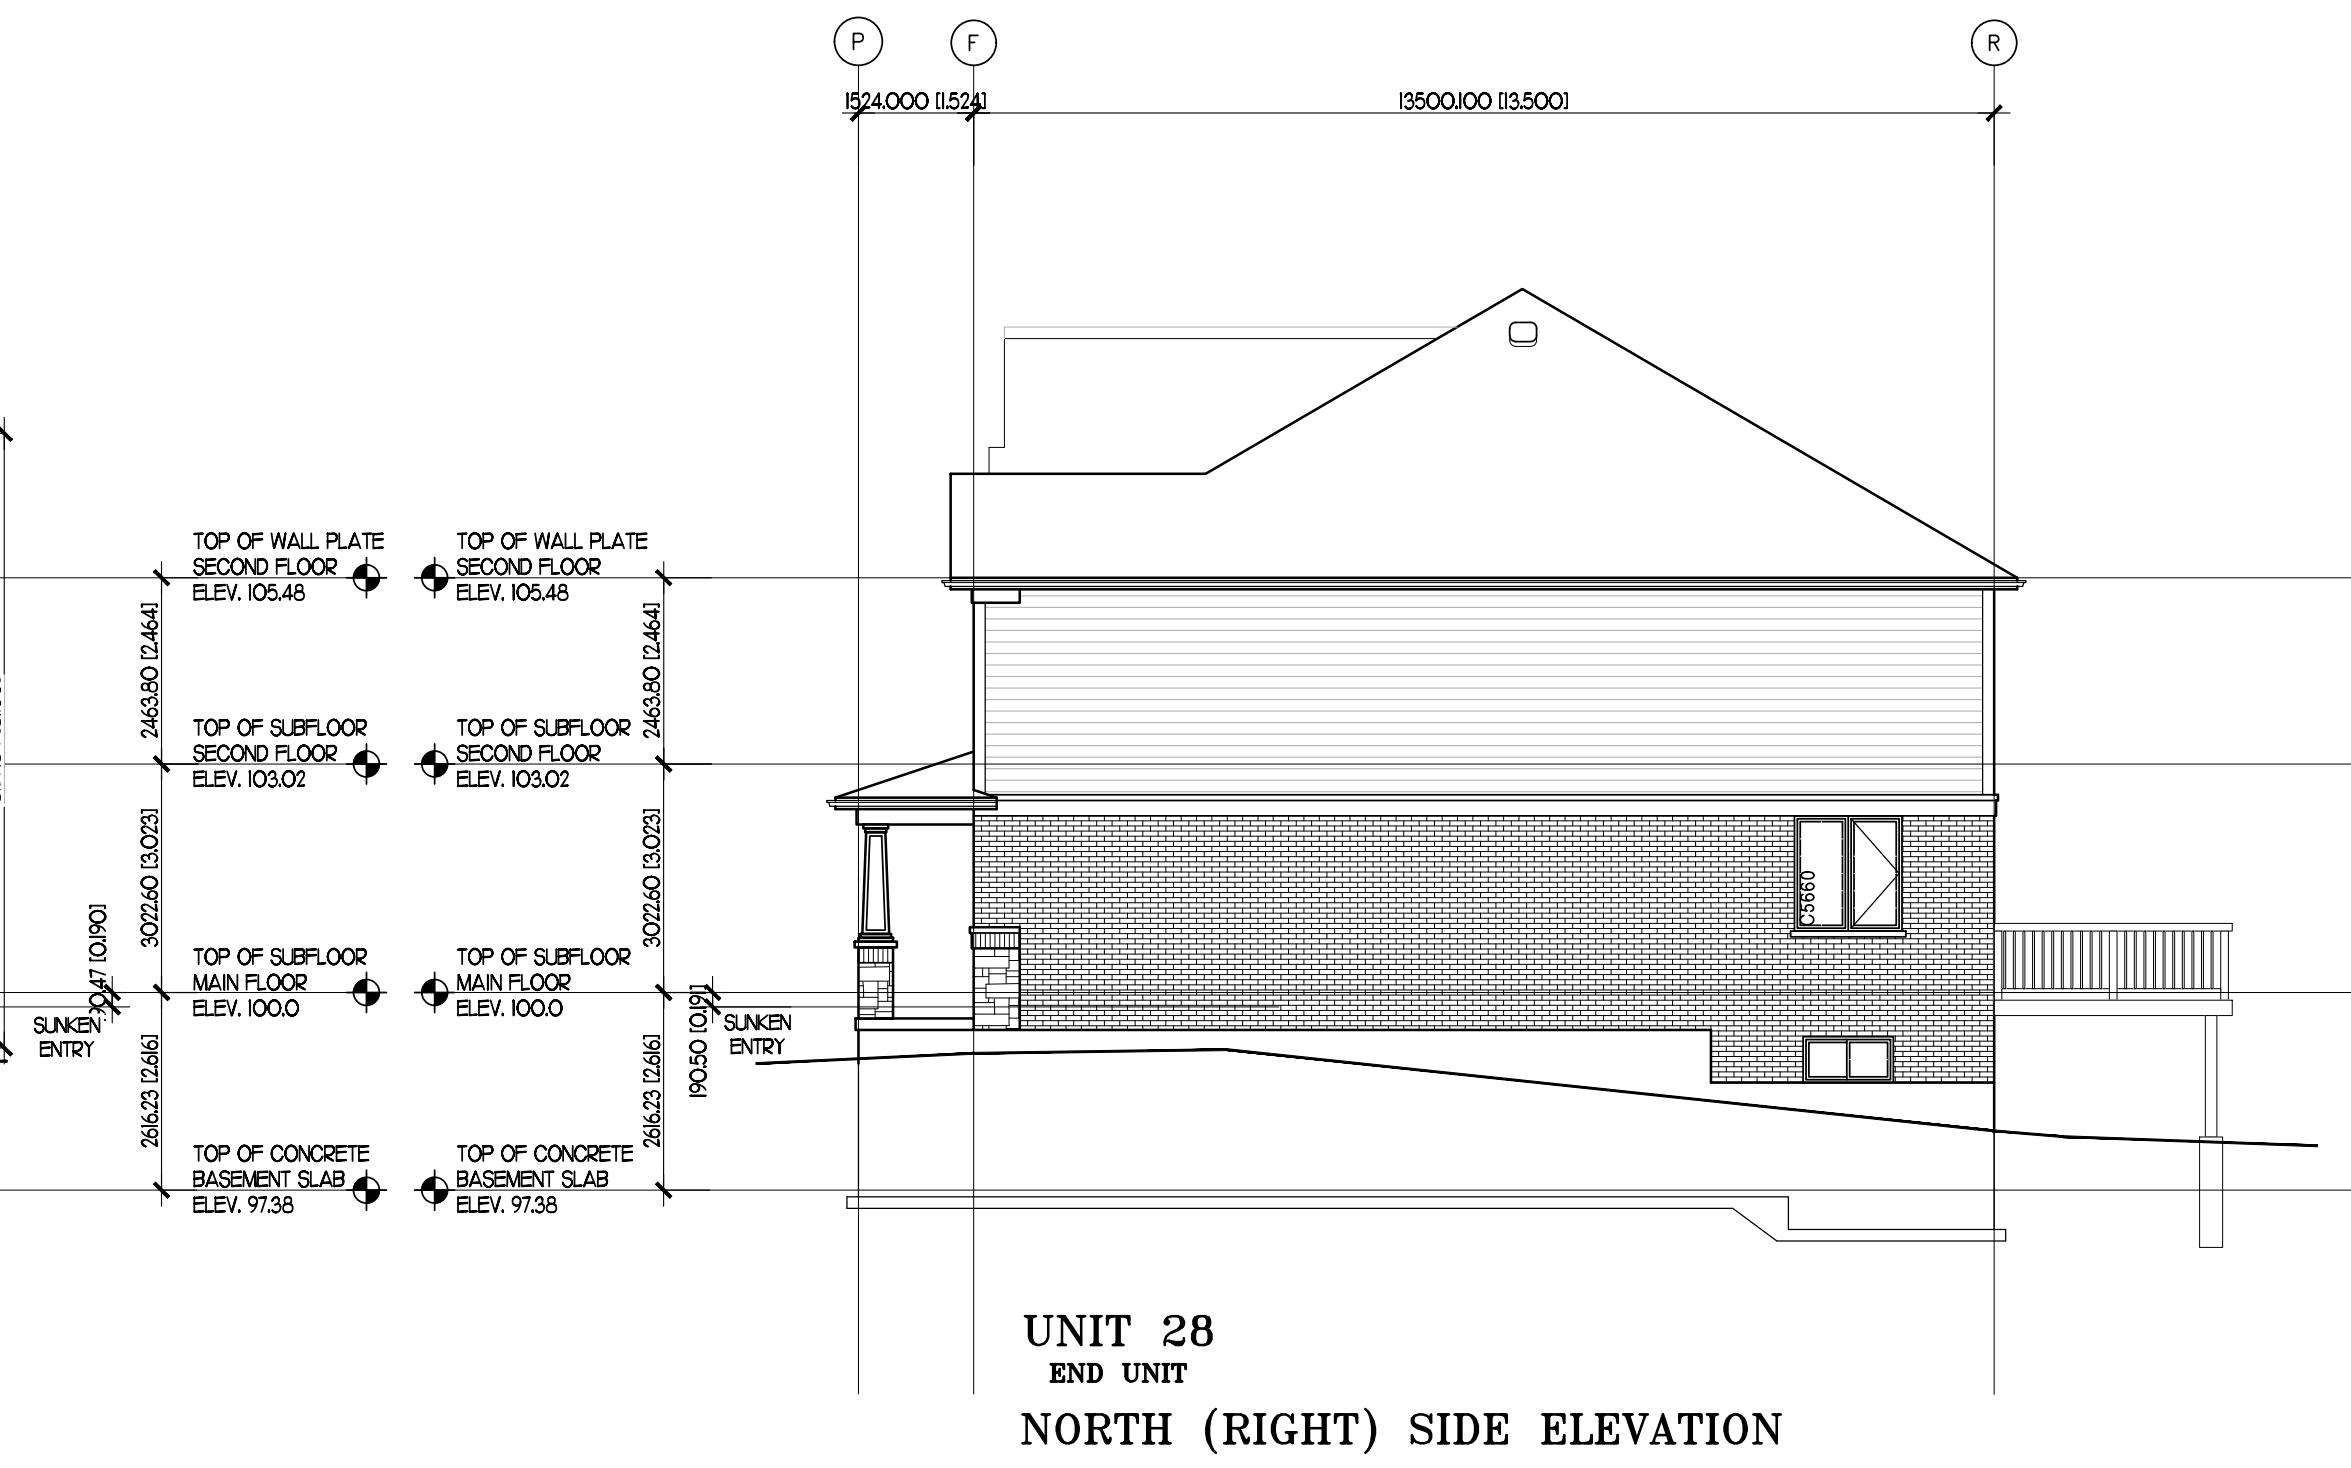 P
F
R
1524.000 [1.524]
13500.100 [13.500]
TOP OF WALL PLATE
SECOND FLOOR
ELEV. 105.48
TOP OF WALL PLATE
SECOND FLOOR
ELEV. 105.48
2463.80 [2.464]
2463.80 [2.464]
TOP OF SUBFLOOR
SECOND FLOOR
ELEV. 103.02
TOP OF SUBFLOOR
SECOND FLOOR
ELEV. 103.02
3022.60 [3.023]
3022.60 [3.023]
C5660
TOP OF SUBFLOOR
MAIN FLOOR
ELEV. 100.0
TOP OF SUBFLOOR
MAIN FLOOR
ELEV. 100.0
[0.190]
SUNKEN
ENTRY
190.50 [0.19]
SUNKEN
ENTRY
2616.23 [2.616]
2616.23 [2.616]
TOP OF CONCRETE
BASEMENT SLAB
ELEV. 97.38
TOP OF CONCRETE
BASEMENT SLAB
ELEV. 97.38
UNIT 28
END UNIT
NORTH (RIGHT) SIDE ELEVATION